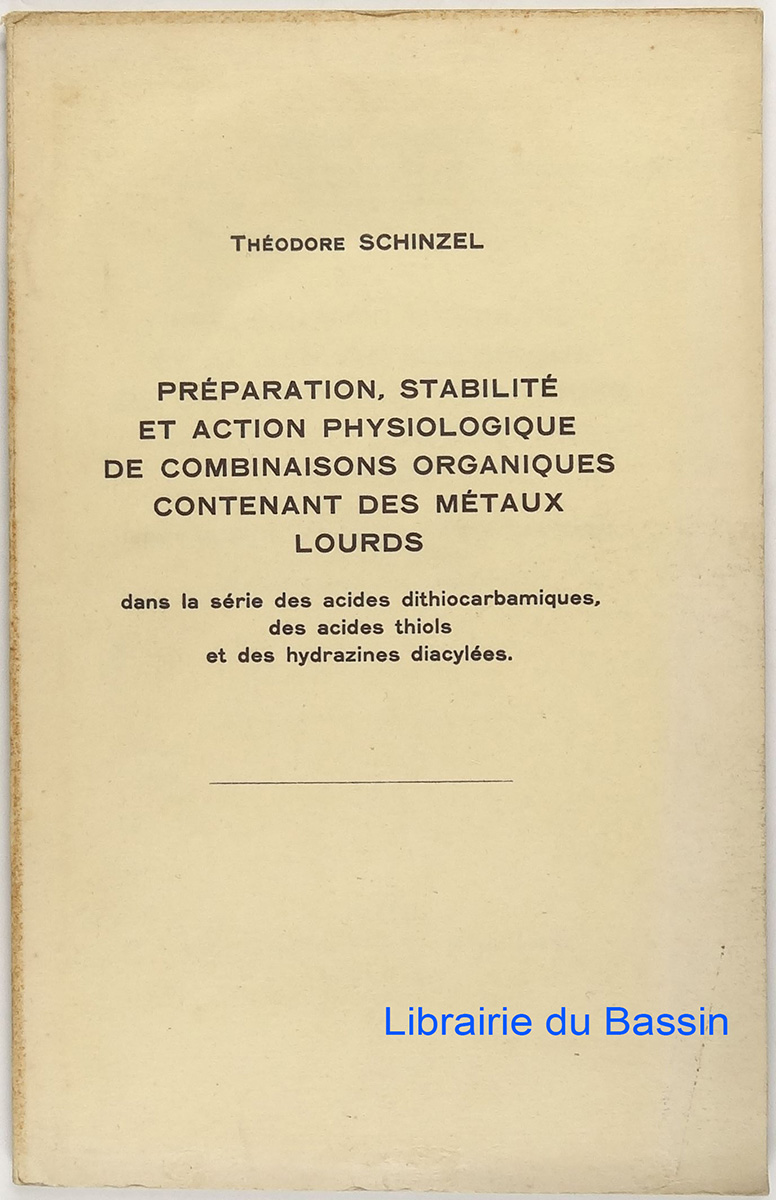 THÉODORE SCHINZEL
PRÉPARATION, STABILITÉ
ET ACTION PHYSIOLOGIQUE
DE COMBINAISONS ORGANIQUES
CONTENANT DES MÉTAUX
LOURDS
dans la série des acides dithiocarbamiques,
des acides thiols
et des hydrazines diacylées.
Librairie du Bassin